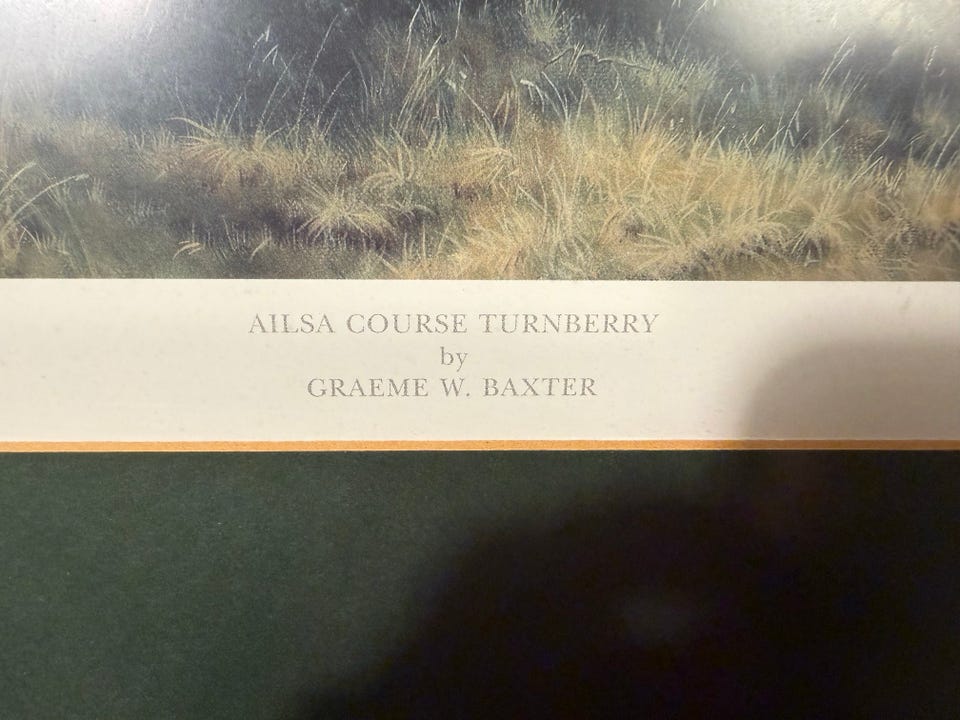 AILSA COURSE TURNBERRY
by
GRAEME W. BAXTER